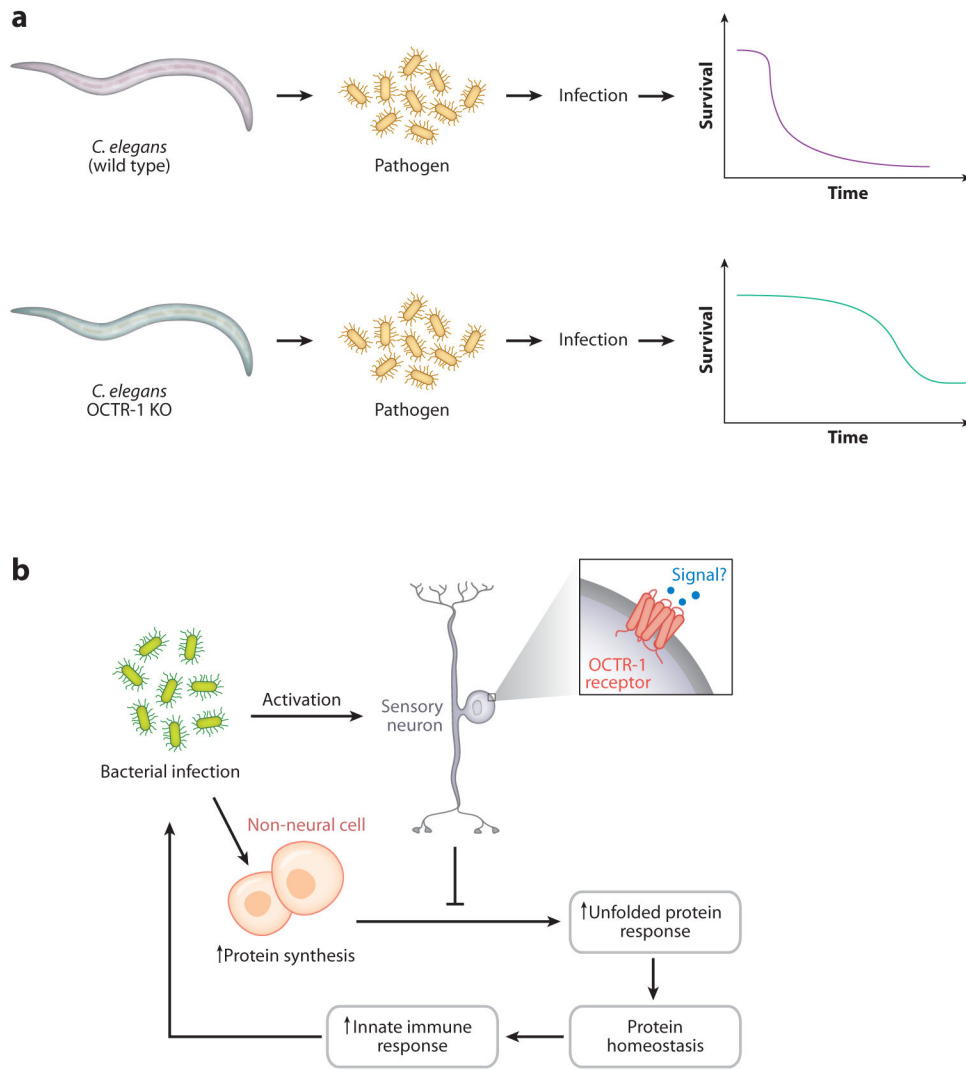 a
C. elegans
(wild type)
Pathogen
Infection
Survival
Time
C. elegans
OCTR-1 KO
Pathogen
Infection
Survival
Time
b
Bacterial infection
Activation
Sensory
neuron
Signal?
OCTR-1
receptor
Non-neural cell
↑Protein synthesis
↑Unfolded protein
response
Protein
homeostasis
↑Innate immune
response